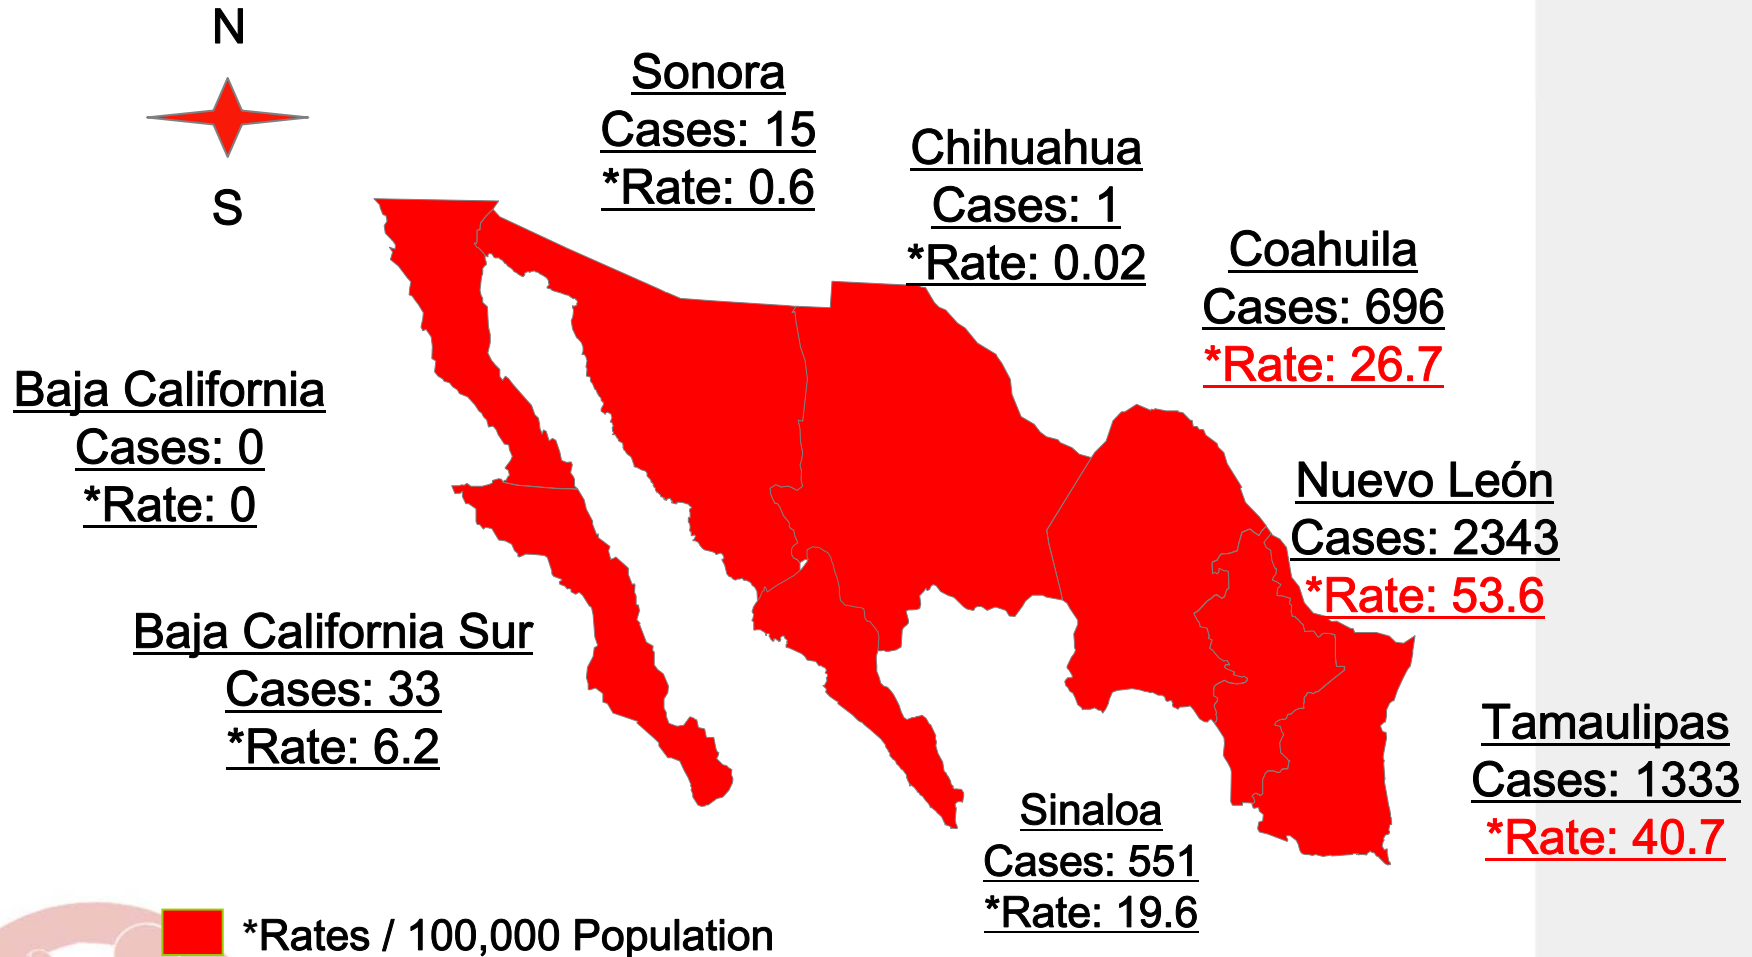 N
S
Sonora
Cases: 15
*Rate: 0.6
Chihuahua
Cases: 1
*Rate: 0.02
Coahuila
Cases: 696
*Rate: 26.7
Baja California
Cases: 0
*Rate: 0
Nuevo León
Cases: 2343
*Rate: 53.6
Baja California Sur
Cases: 33
*Rate: 6.2
Tamaulipas
Cases: 1333
*Rate: 40.7
Sinaloa
Cases: 551
*Rate: 19.6
*Rates / 100,000 Population